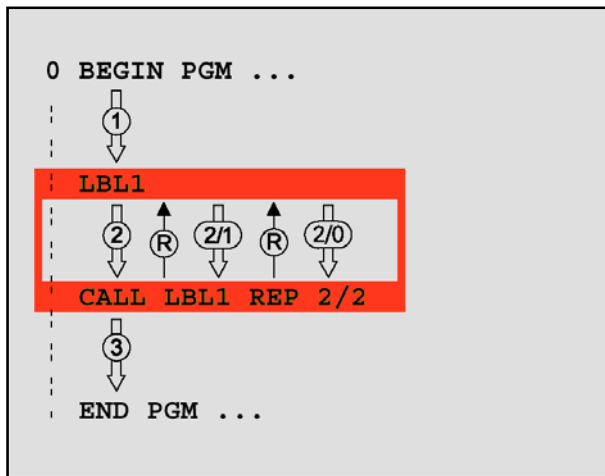 0 BEGIN PGM ...
1
LBL1
2 R 2/1 R 2/0
CALL LBL1 REP 2/2
3
END PGM ...